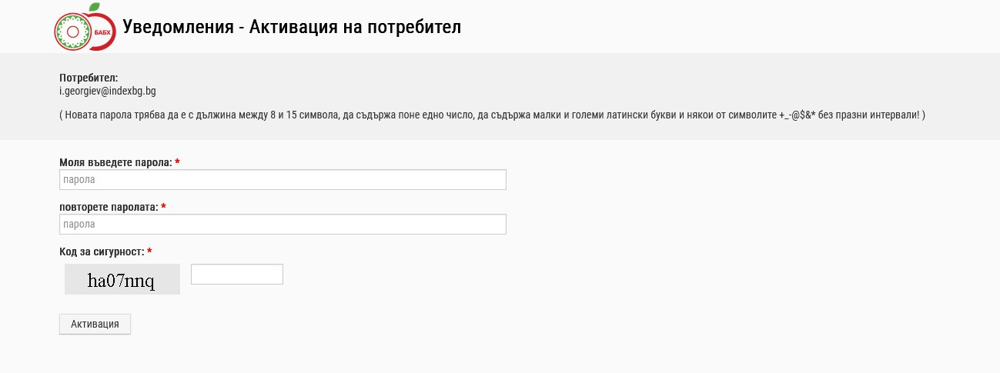 БАБХ
Уведомления - Активация на потребител
Потребител:
i.georgiev@indexbg.bg
( Новата парола трябва да е с дължина между 8 и 15 символа, да съдържа поне едно число, да съдържа малки и големи латински букви и някои от символите +_-@$&* без празни интервали! )
Моля въведете парола: *
парола
повторете паролата: *
парола
Код за сигурност: *
ha07nnq
Активация